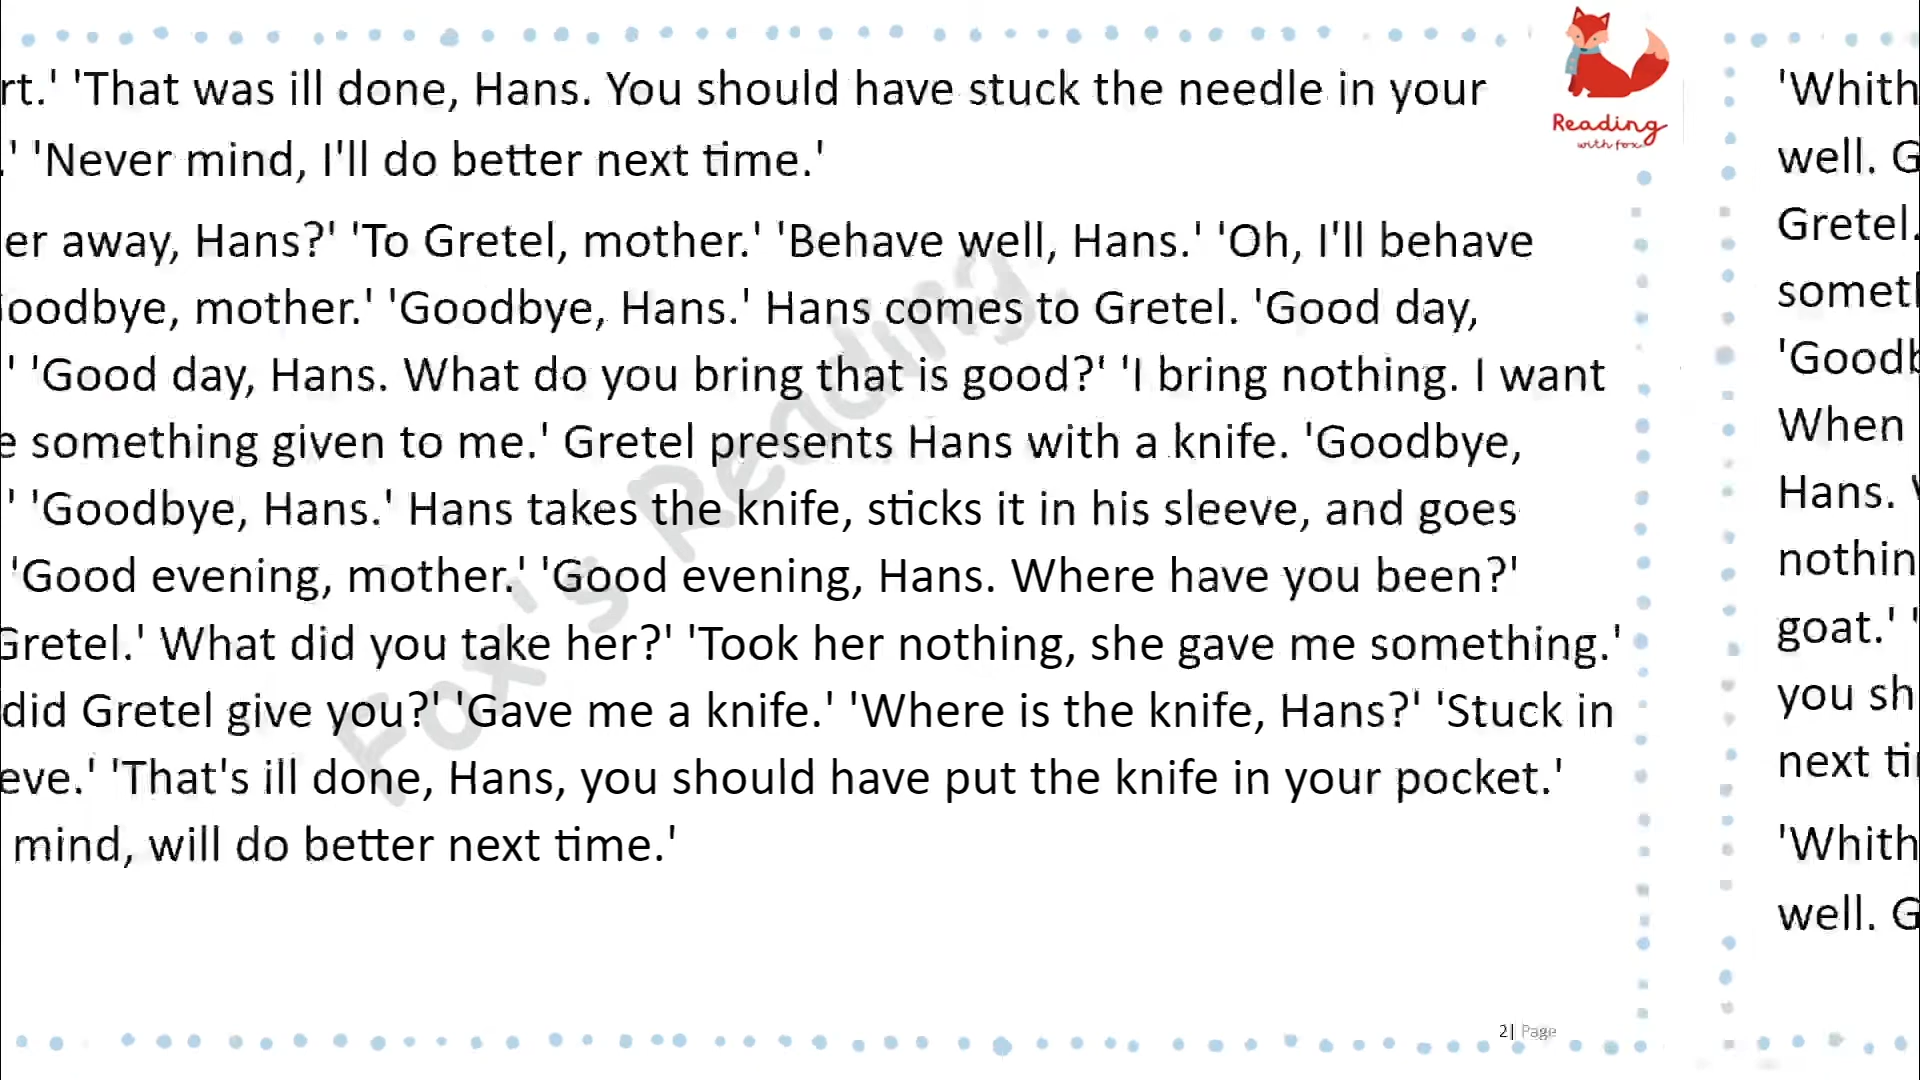 rt.' 'That was ill done, Hans. You should have stuck the needle in your
.' 'Never mind, I'll do better next time.'
er away, Hans?' 'To Gretel, mother.' 'Behave well, Hans.' 'Oh, I'll behave
oodbye, mother.' 'Goodbye, Hans.' Hans comes to Gretel. 'Good day,
' 'Good day, Hans. What do you bring that is good?' 'I bring nothing. I want
e something given to me.' Gretel presents Hans with a knife. 'Goodbye,
' 'Goodbye, Hans.' Hans takes the knife, sticks it in his sleeve, and goes
'Good evening, mother.' 'Good evening, Hans. Where have you been?'
Gretel.' What did you take her?' 'Took her nothing, she gave me something.'
did Gretel give you?' 'Gave me a knife.' 'Where is the knife, Hans?' 'Stuck in
eve.' 'That's ill done, Hans, you should have put the knife in your pocket.'
mind, will do better next time.'
Fox's Reading.
2| Page
Reading
with fox
'Whith
well. G
Gretel.
someth
'Goodb
When
Hans. W
nothin
goat.' '
you sh
next ti
'Whith
well. G